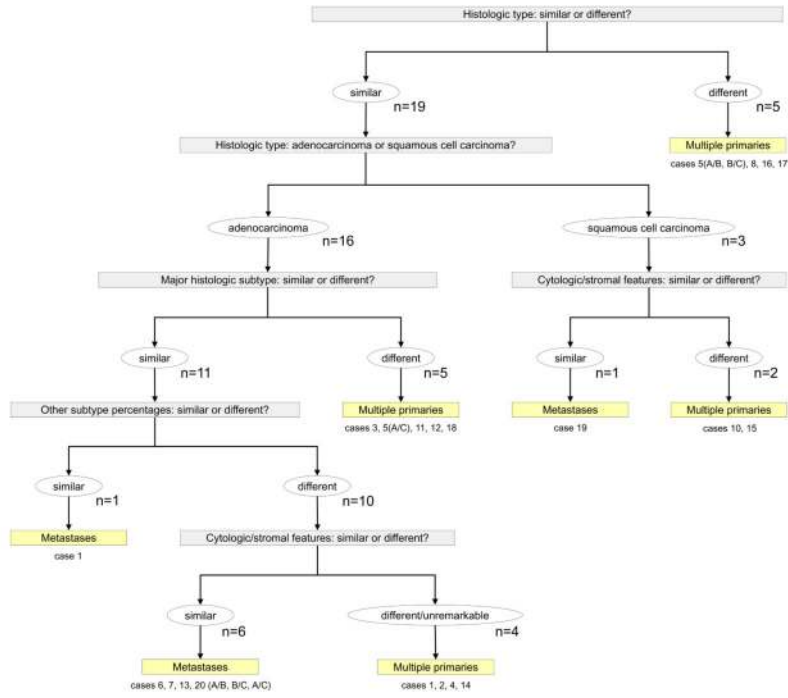 Histologic type: similar or different?
similar
n=19
different
n=5
Histologic type: adenocarcinoma or squamous cell carcinoma?
Multiple primaries
cases 5(A/B, B/C), 8, 16, 17
adenocarcinoma
n=16
squamous cell carcinoma
n=3
Major histologic subtype: similar or different?
Cytologic/stromal features: similar or different?
similar
n=11
different
n=5
similar
n=1
different
n=2
Other subtype percentages: similar or different?
Multiple primaries
cases 3, 5(A/C), 11, 12, 18
Metastases
case 19
Multiple primaries
cases 10, 15
similar
n=1
different
n=10
Metastases
case 1
Cytologic/stromal features: similar or different?
similar
n=6
different/unremarkable
n=4
Metastases
cases 6, 7, 13, 20 (A/B, B/C, A/C)
Multiple primaries
cases 1, 2, 4, 14